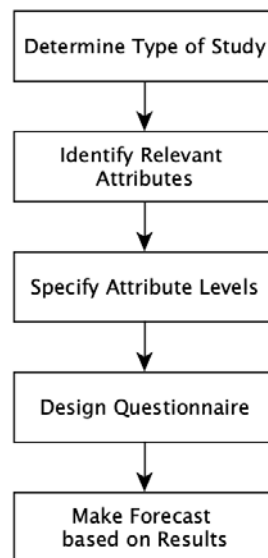 Determine Type of Study
Identify Relevant
Attributes
Specify Attribute Levels
Design Questionnaire
Make Forecast
based on Results